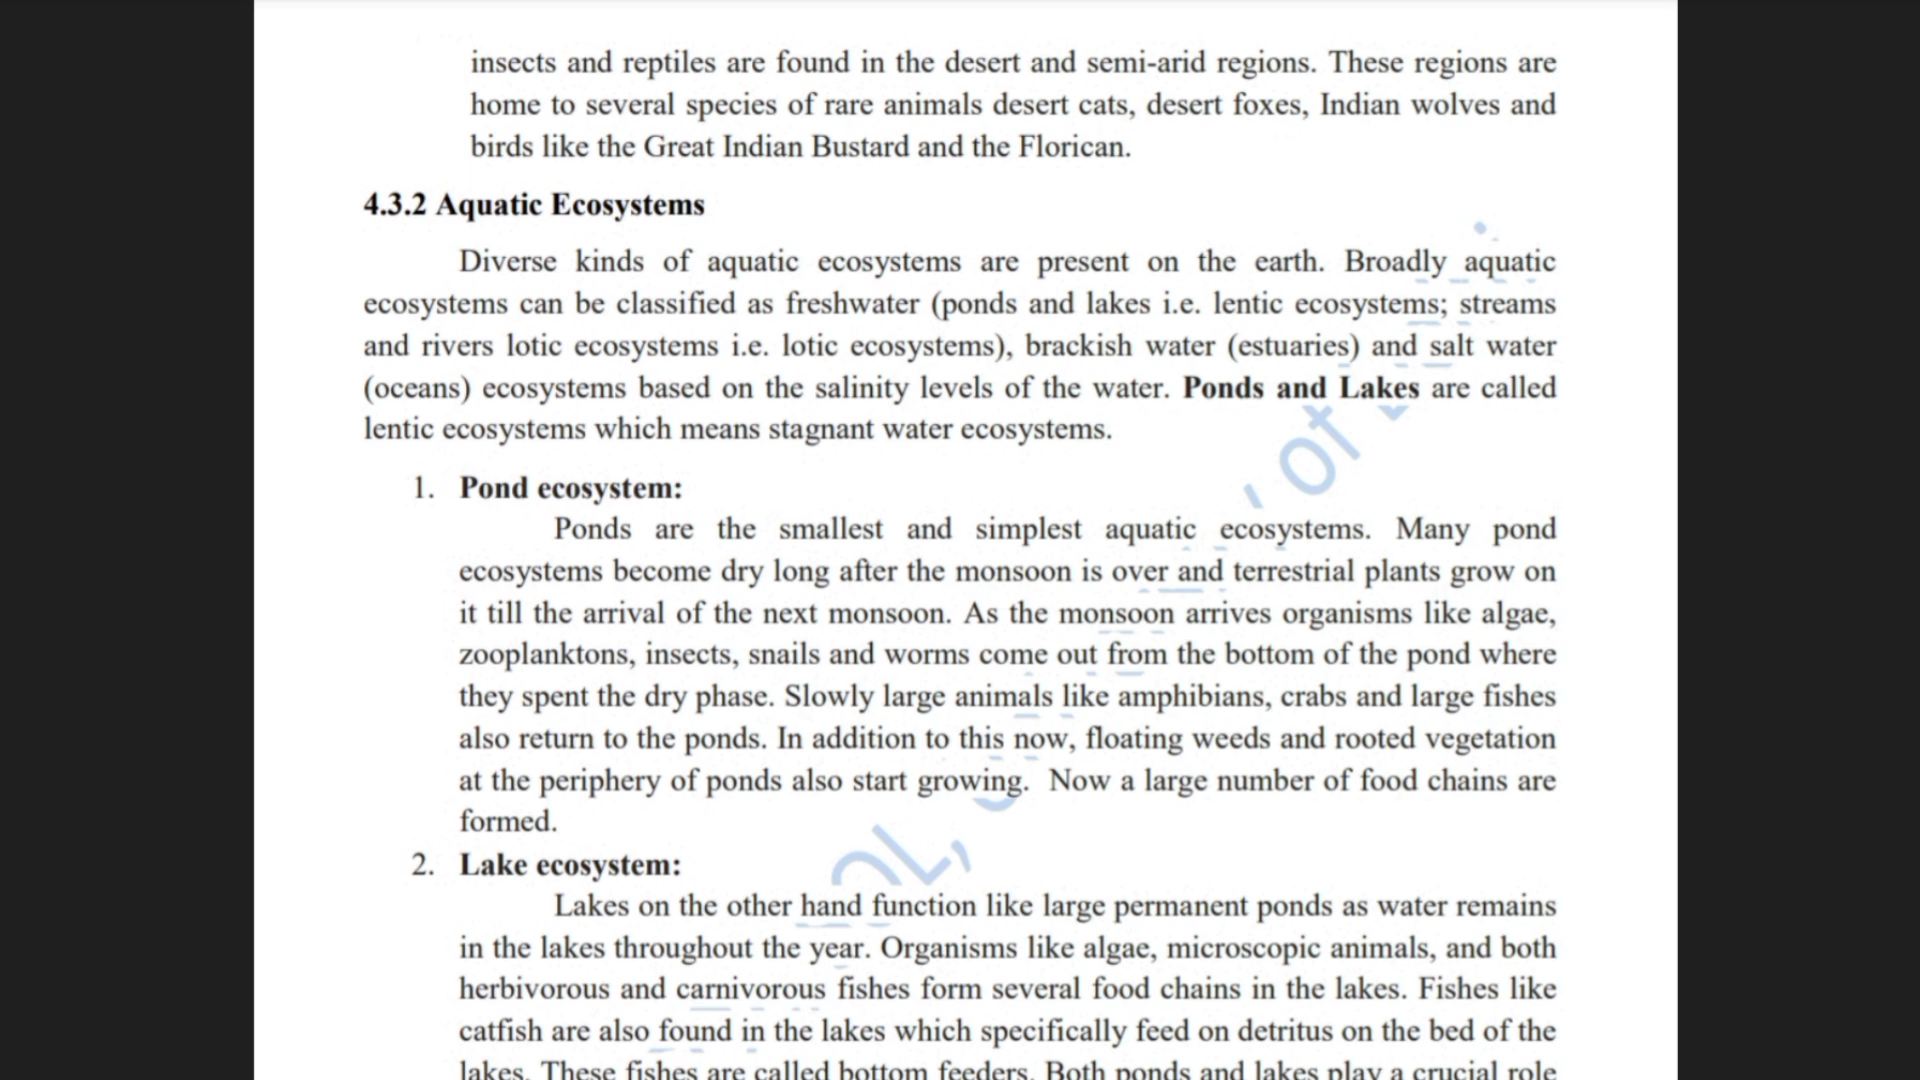 insects and reptiles are found in the desert and semi-arid regions. These regions are
home to several species of rare animals desert cats, desert foxes, Indian wolves and
birds like the Great Indian Bustard and the Florican.
4.3.2 Aquatic Ecosystems
Diverse kinds of aquatic ecosystems are present on the earth. Broadly aquatic
ecosystems can be classified as freshwater (ponds and lakes i.e. lentic ecosystems; streams
and rivers lotic ecosystems i.e. lotic ecosystems), brackish water (estuaries) and salt water
(oceans) ecosystems based on the salinity levels of the water. Ponds and Lakes are called
lentic ecosystems which means stagnant water ecosystems.
1. Pond ecosystem:
Ponds are the smallest and simplest aquatic ecosystems. Many pond
ecosystems become dry long after the monsoon is over and terrestrial plants grow on
it till the arrival of the next monsoon. As the monsoon arrives organisms like algae,
zooplanktons, insects, snails and worms come out from the bottom of the pond where
they spent the dry phase. Slowly large animals like amphibians, crabs and large fishes
also return to the ponds. In addition to this now, floating weeds and rooted vegetation
at the periphery of ponds also start growing. Now a large number of food chains are
formed.
2. Lake ecosystem:
Lakes on the other hand function like large permanent ponds as water remains
in the lakes throughout the year. Organisms like algae, microscopic animals, and both
herbivorous and carnivorous fishes form several food chains in the lakes. Fishes like
catfish are also found in the lakes which specifically feed on detritus on the bed of the
lakes. These fishes are called bottom feeders. Both ponds and lakes play a crucial role
of